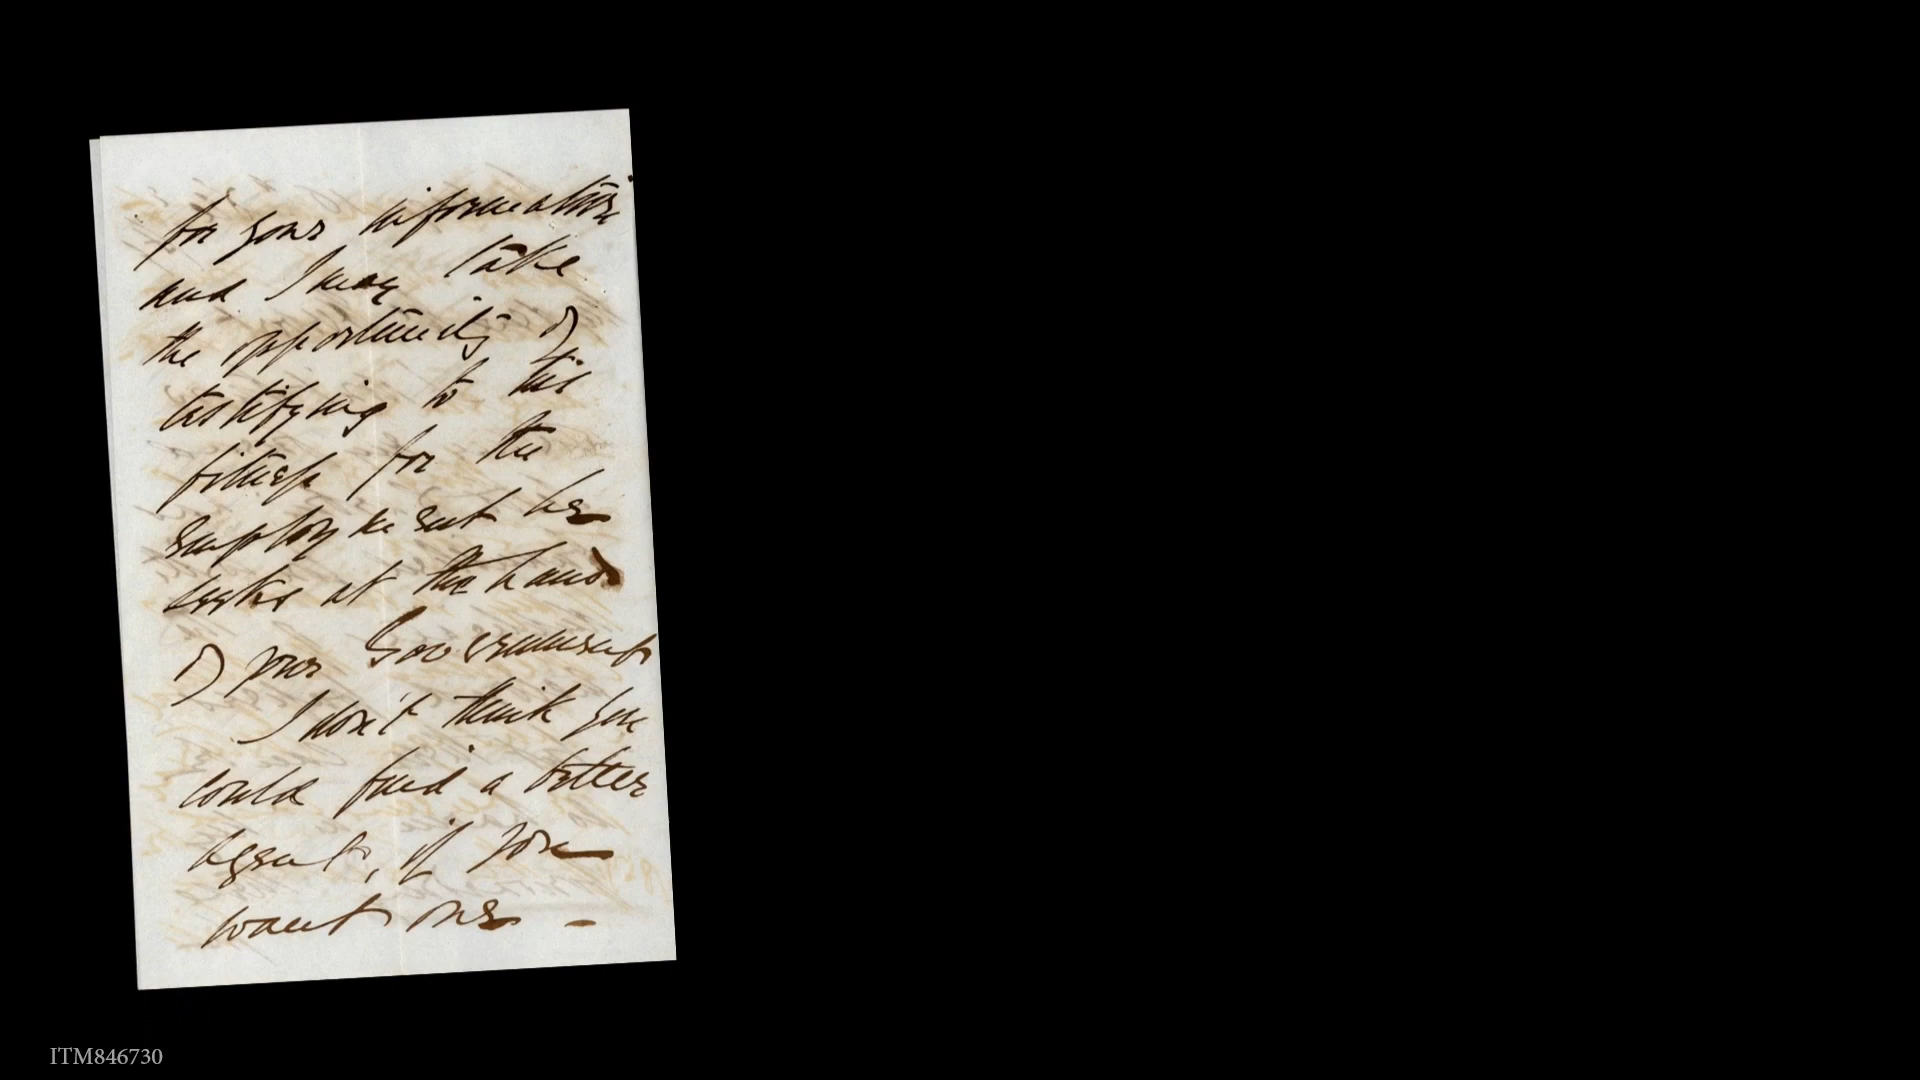 for your information
and I may take
the opportunity of
testifying to his
fitness for the
employment he
seeks at the hands
of your Government
I don't think you
could find a better
agent, if you
want one -
ITM846730